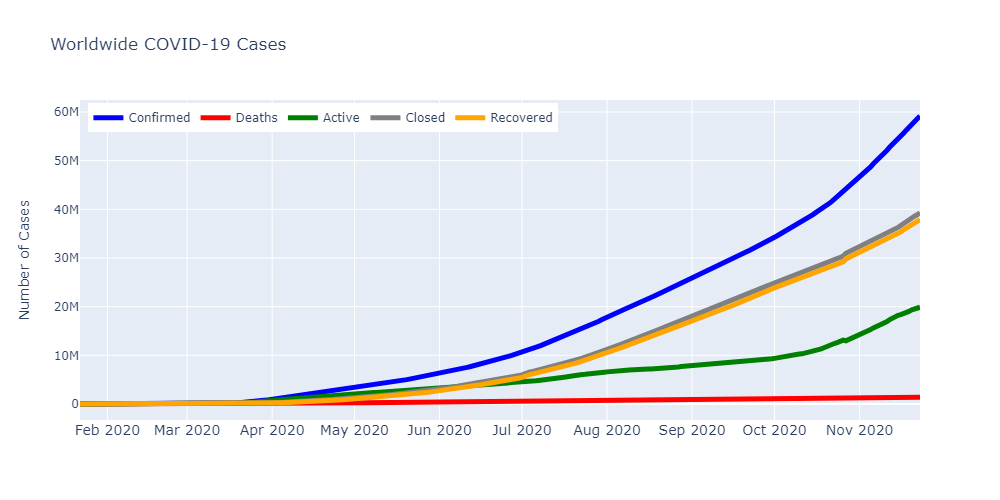 Worldwide COVID-19 Cases
Confirmed Deaths Active Closed Recovered
Number of Cases
60M
50M
40M
30M
20M
10M
0
Feb 2020 Mar 2020 Apr 2020 May 2020 Jun 2020 Jul 2020 Aug 2020 Sep 2020 Oct 2020 Nov 2020